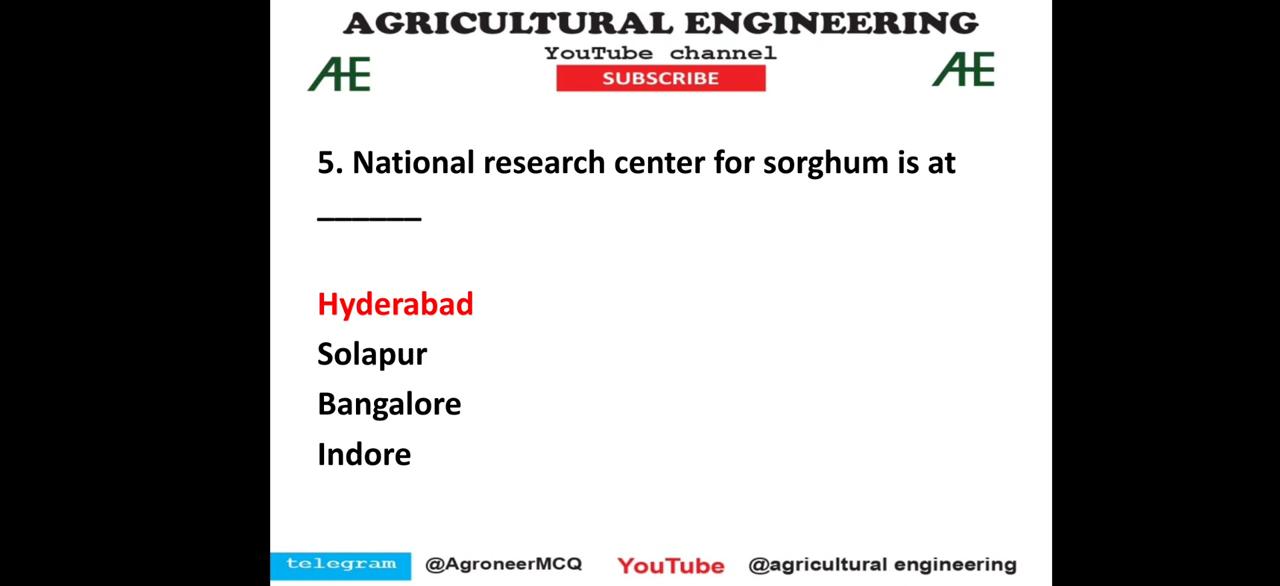 AGRICULTURAL ENGINEERING
YouTube channel
AE SUBSCRIBE AE
5. National research center for sorghum is at
______
Hyderabad
Solapur
Bangalore
Indore
telegram @AgroneerMCQ YouTube @agricultural engineering